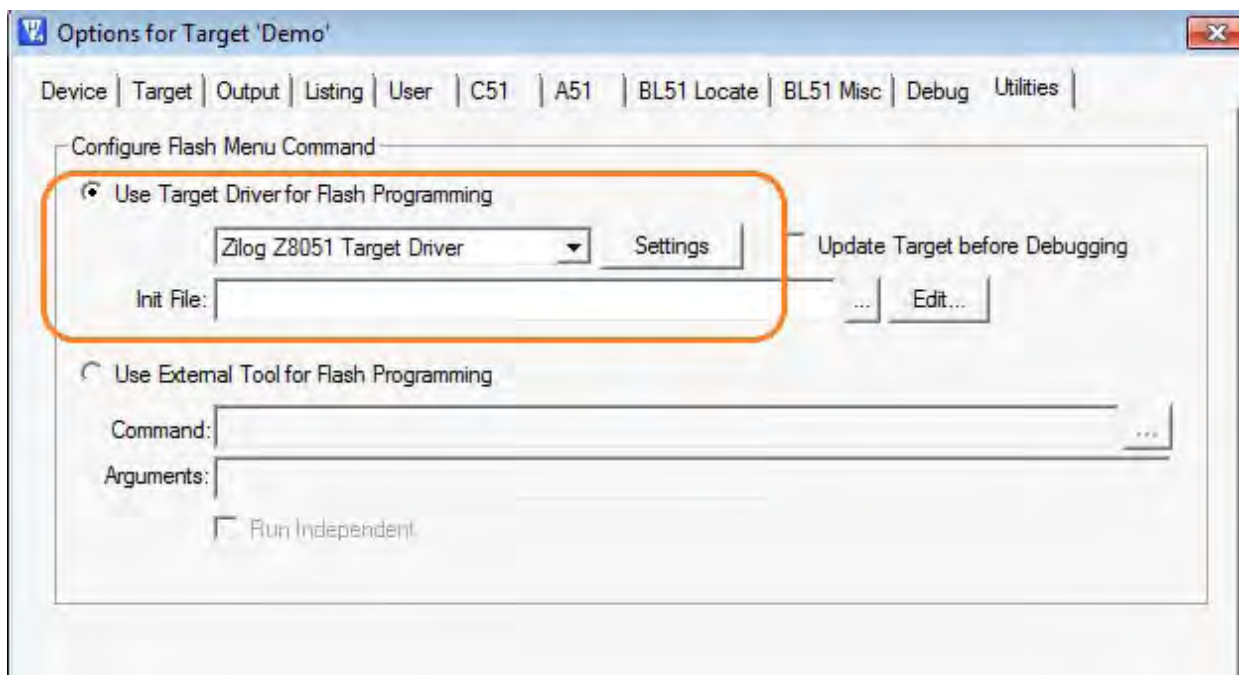 Options for Target 'Demo'
Device | Target | Output | Listing | User | C51 | A51 | BL51 Locate | BL51 Misc | Debug Utilities |
Configure Flash Menu Command
Use Target Driver for Flash Programming
Zilog Z8051 Target Driver Settings Update Target before Debugging
Init File: ... Edit...
Use External Tool for Flash Programming
Command: ...
Arguments:
Run Independent